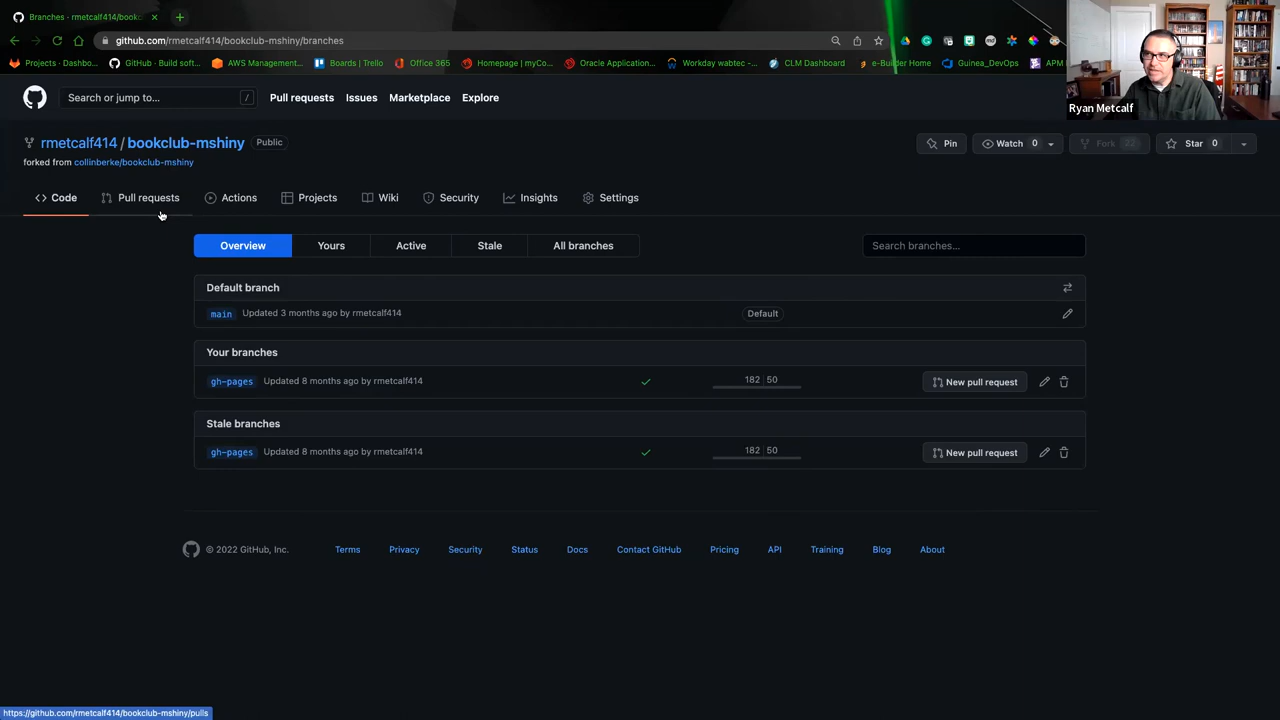 Branches - rmetcalf414/bookc
github.com/rmetcalf414/bookclub-mshiny/branches
Projects - Dashbo...
GitHub - Build soft...
AWS Management...
Boards | Trello
Office 365
Homepage | myCo...
Oracle Application...
Workday wabtec -...
CLM Dashboard
e-Builder Home
Guinea_DevOps
APM
Ryan Metcalf
Search or jump to...
/
Pull requests
Issues
Marketplace
Explore
rmetcalf414 / bookclub-mshiny
Public
Pin
Watch 0
Fork 22
Star 0
forked from collinberke/bookclub-mshiny
<> Code
Pull requests
Actions
Projects
Wiki
Security
Insights
Settings
Overview
Yours
Active
Stale
All branches
Search branches...
Default branch
main Updated 3 months ago by rmetcalf414
Default
Your branches
gh-pages Updated 8 months ago by rmetcalf414
182 | 50
New pull request
Stale branches
gh-pages Updated 8 months ago by rmetcalf414
182 | 50
New pull request
© 2022 GitHub, Inc.
Terms
Privacy
Security
Status
Docs
Contact GitHub
Pricing
API
Training
Blog
About
https://github.com/rmetcalf414/bookclub-mshiny/pulls